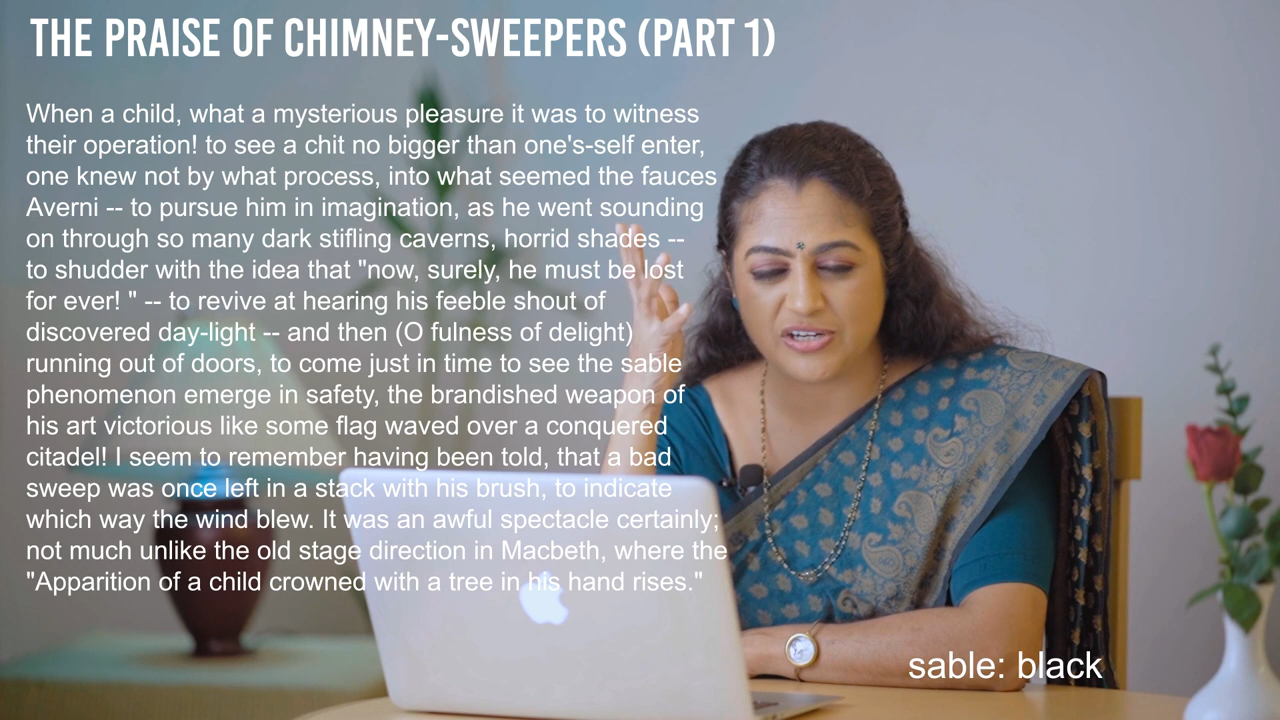 THE PRAISE OF CHIMNEY-SWEEPERS (PART 1)
When a child, what a mysterious pleasure it was to witness
their operation! to see a chit no bigger than one's-self enter,
one knew not by what process, into what seemed the fauces
Averni -- to pursue him in imagination, as he went sounding
on through so many dark stifling caverns, horrid shades --
to shudder with the idea that "now, surely, he must be lost
for ever! " -- to revive at hearing his feeble shout of
discovered day-light -- and then (O fulness of delight)
running out of doors, to come just in time to see the sable
phenomenon emerge in safety, the brandished weapon of
his art victorious like some flag waved over a conquered
citadel! I seem to remember having been told, that a bad
sweep was once left in a stack with his brush, to indicate
which way the wind blew. It was an awful spectacle certainly;
not much unlike the old stage direction in Macbeth, where the
"Apparition of a child crowned with a tree in his hand rises."
sable: black